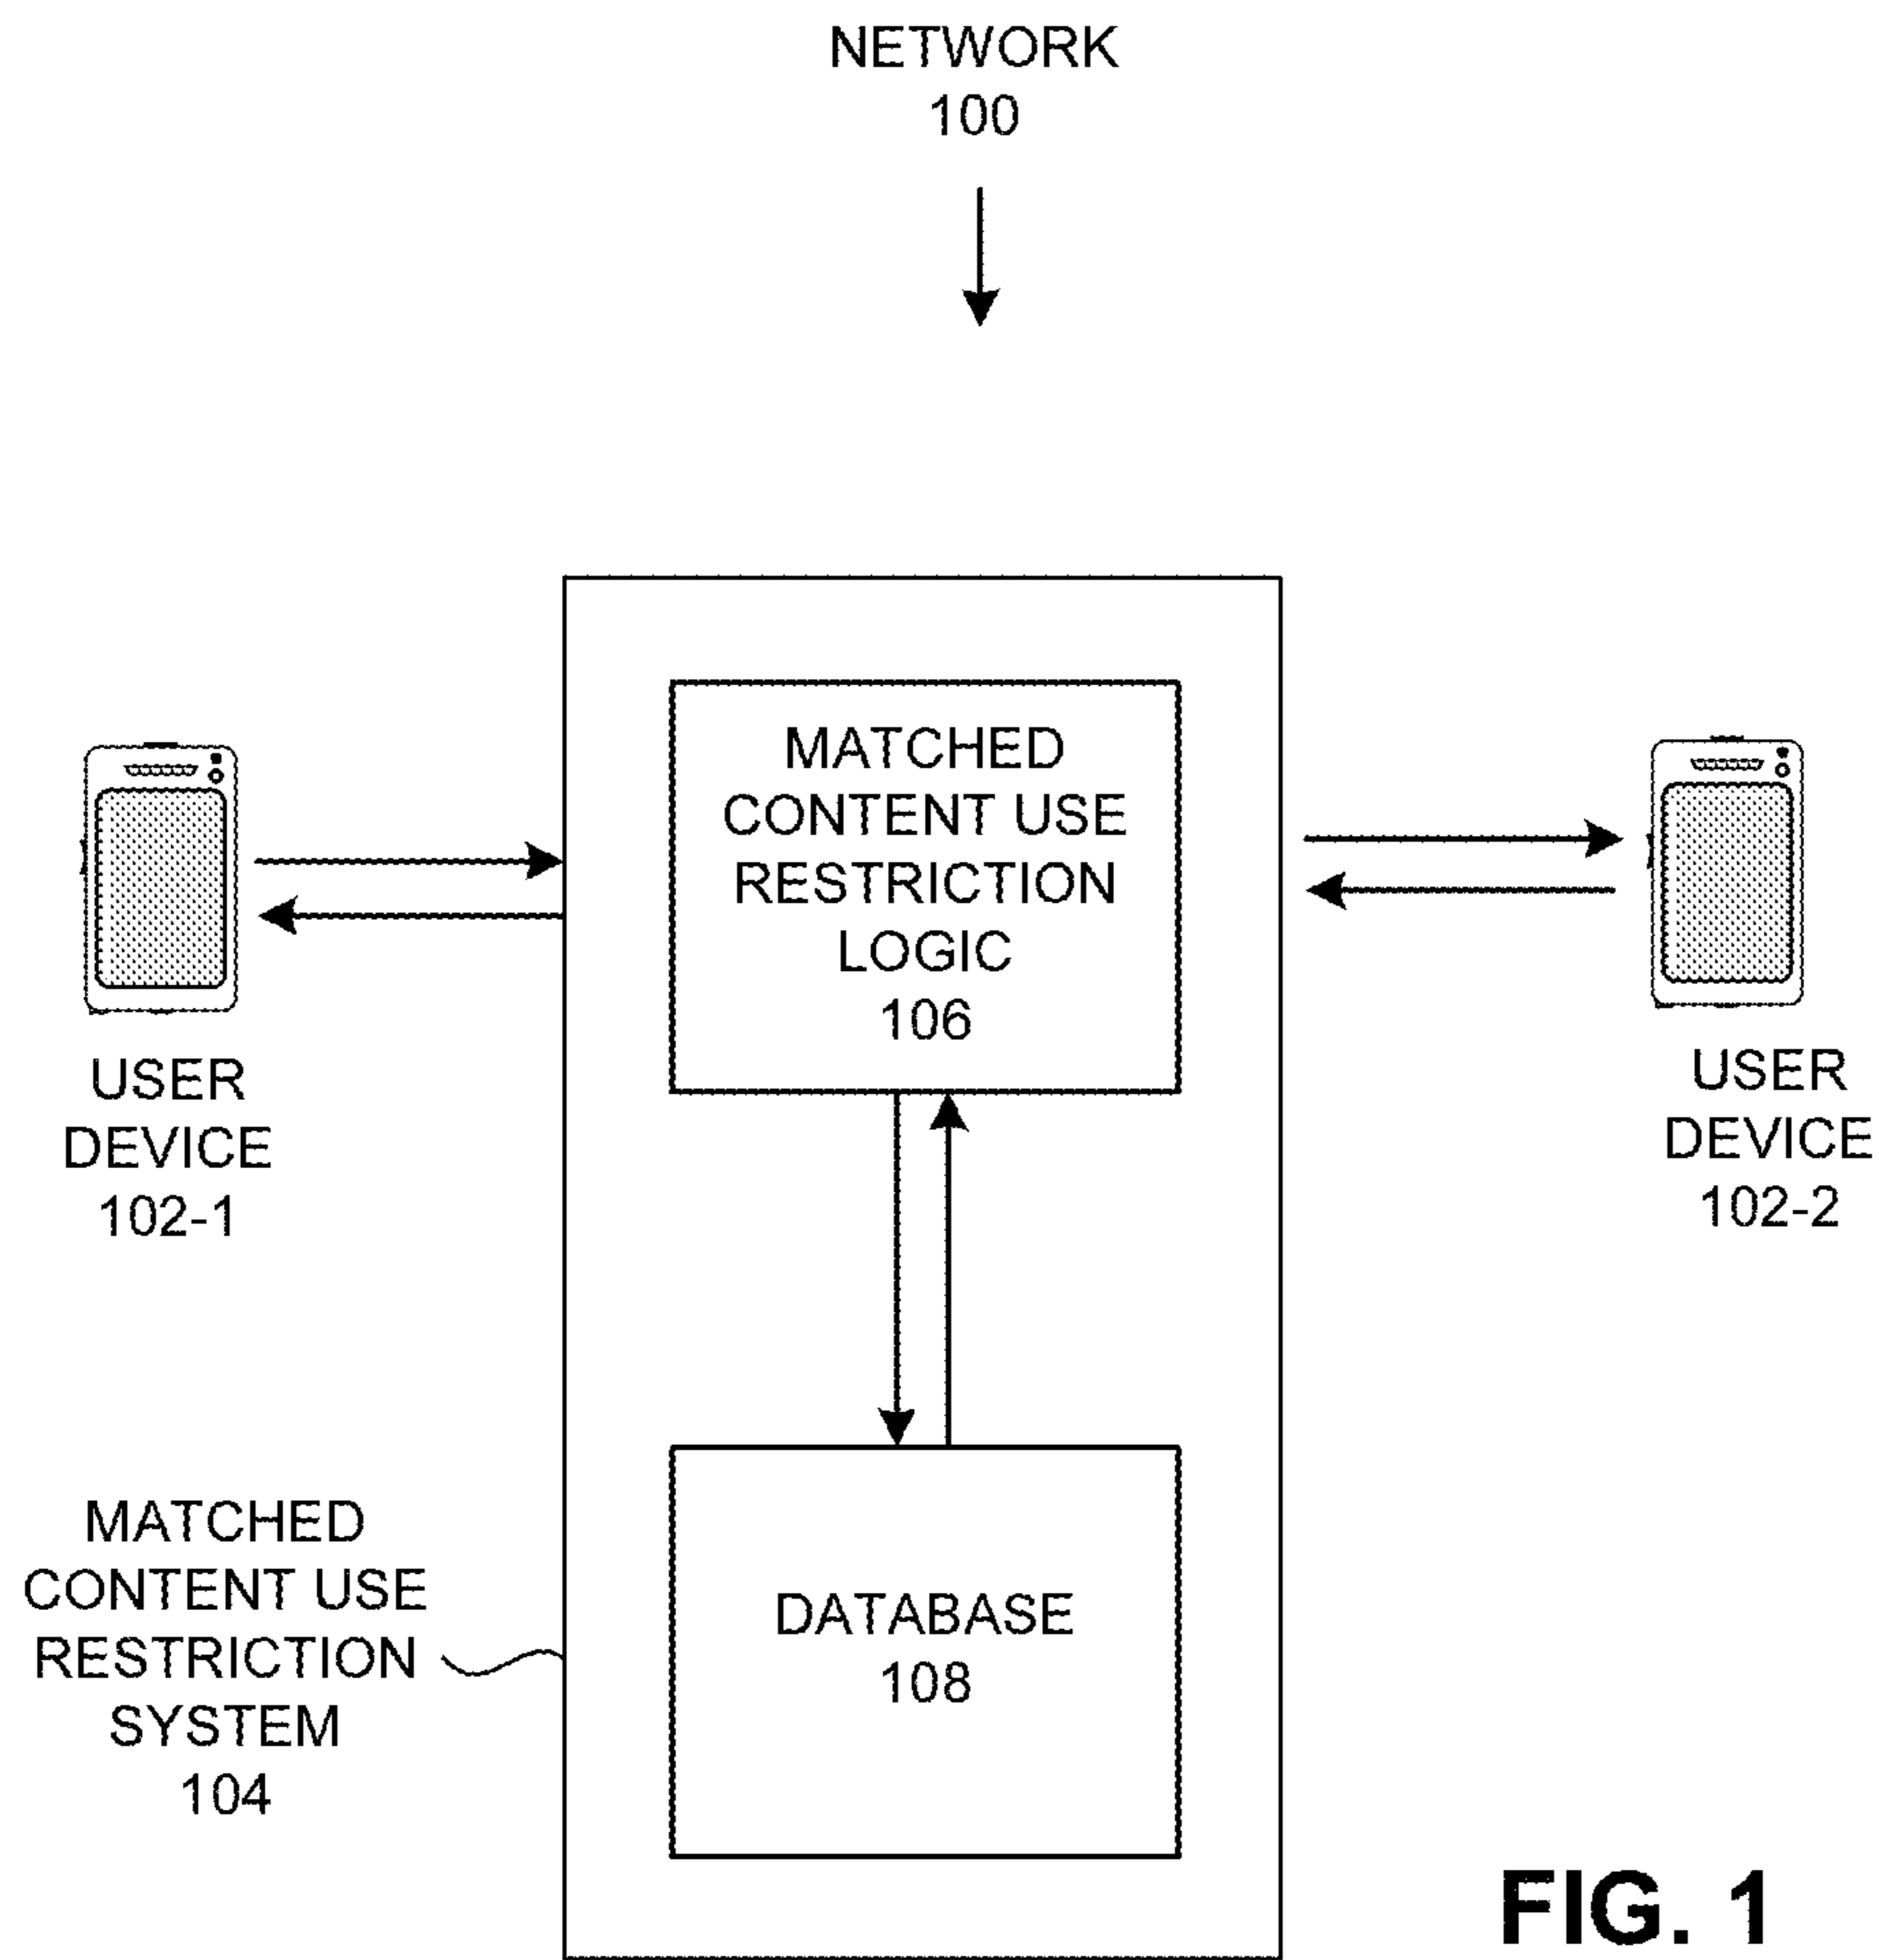 NETWORK
100
MATCHED
CONTENT USE
RESTRICTION
LOGIC
106
USER
DEVICE
102-1
USER
DEVICE
102-2
MATCHED
CONTENT USE
RESTRICTION
SYSTEM
104
DATABASE
108
FIG. 1